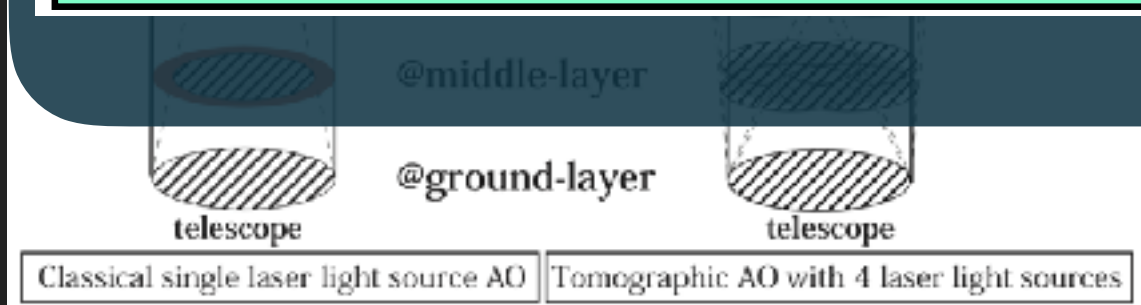 @middle-layer
@ground-layer
telescope telescope
Classical single laser light source AO Tomographic AO with 4 laser light sources